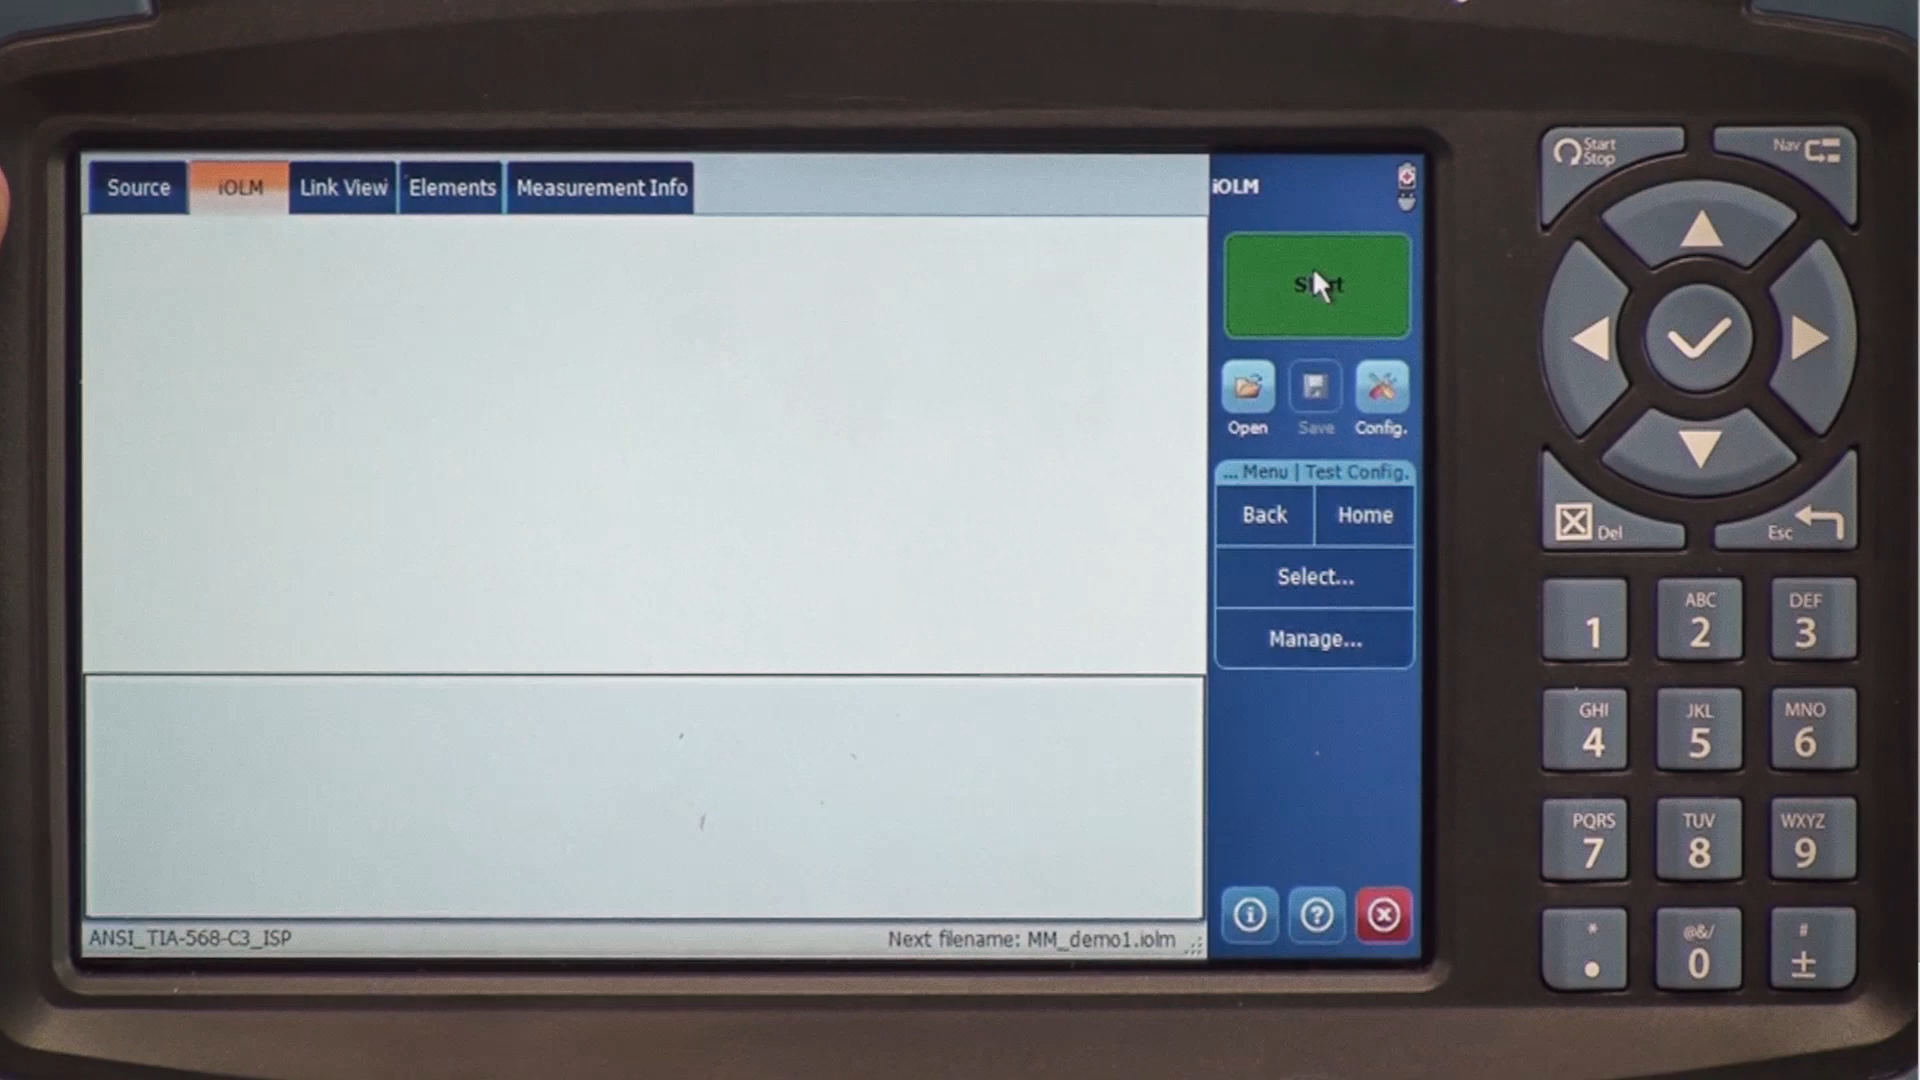 Source
iOLM
Link View
Elements
Measurement Info
iOLM
Start
Open
Save
Config.
... Menu | Test Config.
Back
Home
Select...
Manage...
ANSI_TIA-568-C3_ISP
Next filename: MM_demo1.iolm
Start
Stop
Nav
Del
Esc
1
ABC
2
DEF
3
GHI
4
JKL
5
MNO
6
PQRS
7
TUV
8
WXYZ
9
*
•
@&/
0
#
±